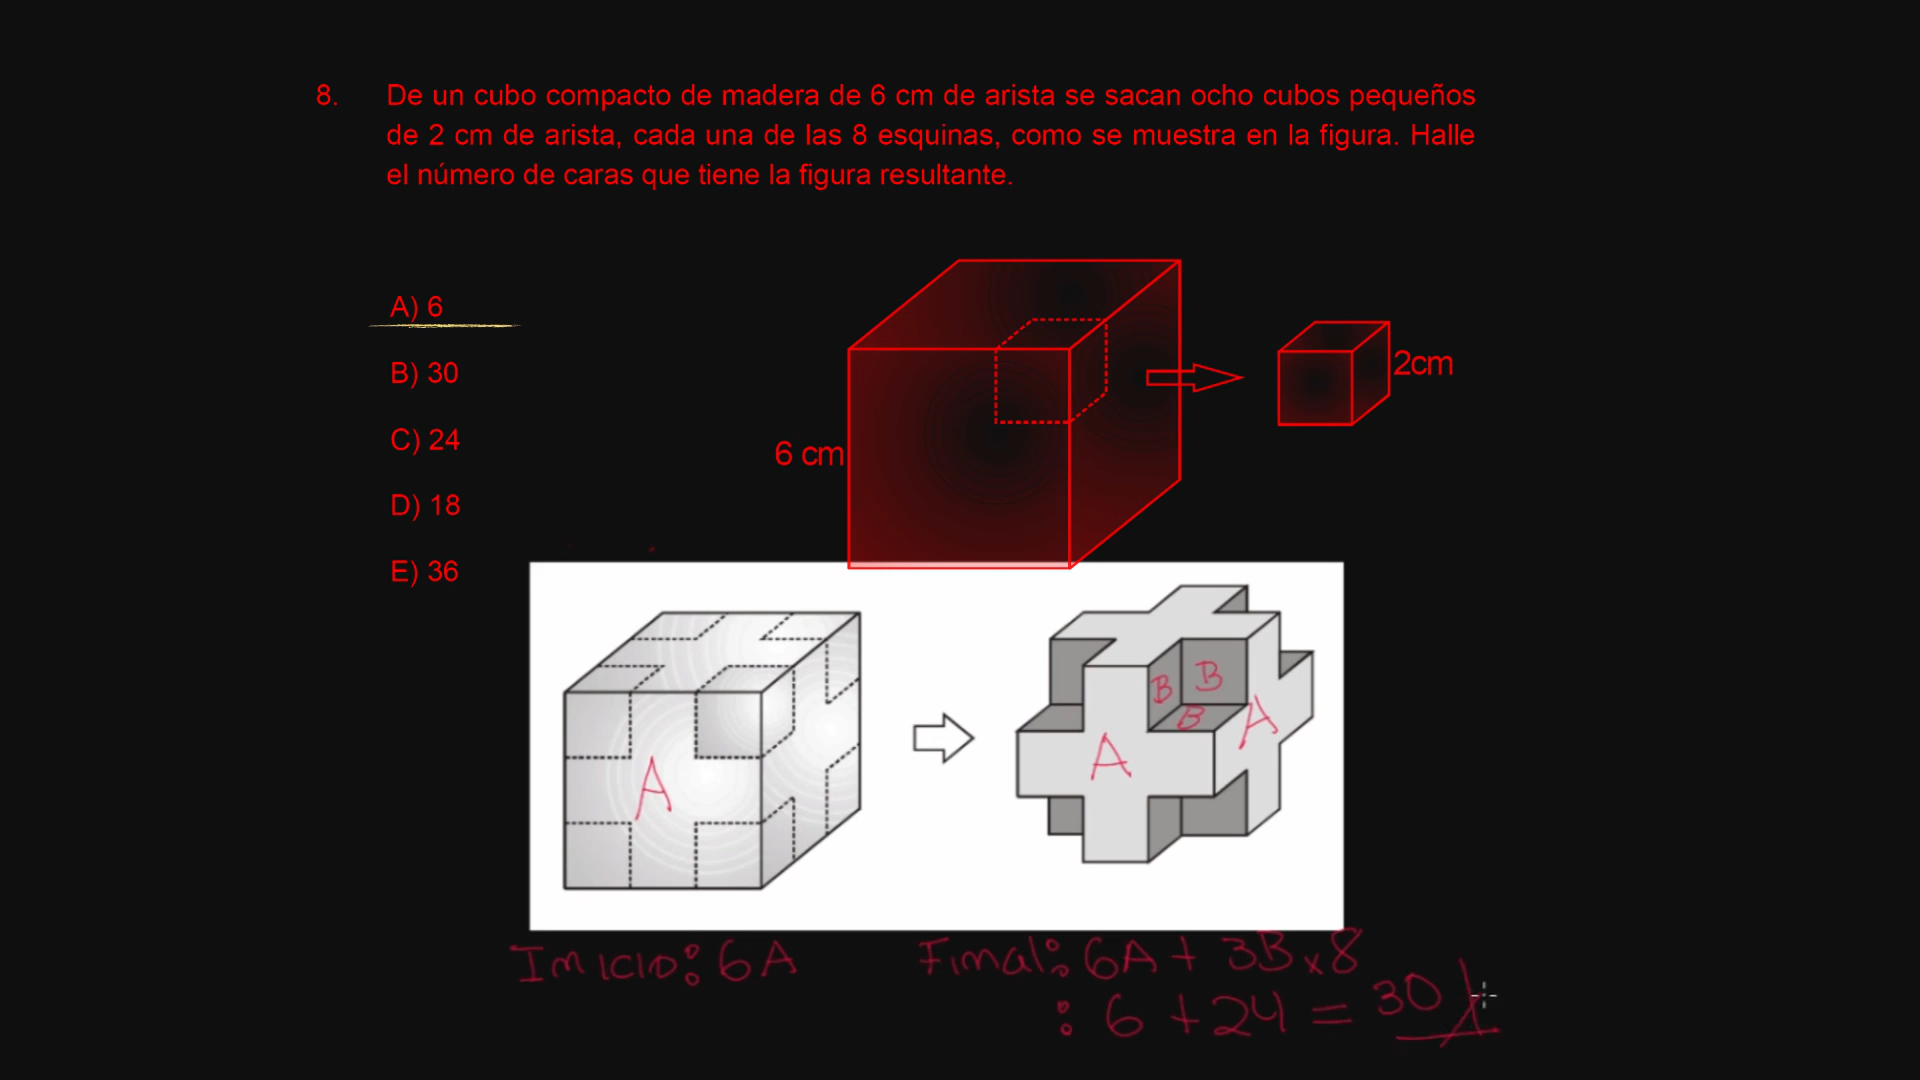 8. De un cubo compacto de madera de 6 cm de arista se sacan ocho cubos pequeños
de 2 cm de arista, cada una de las 8 esquinas, como se muestra en la figura. Halle
el número de caras que tiene la figura resultante.
A) 6
B) 30
C) 24
D) 18
E) 36
6 cm
2cm
A
B
B
B
A
A
Inicio: 6A
Final: 6A + 3B x 8
: 6 + 24 = 30